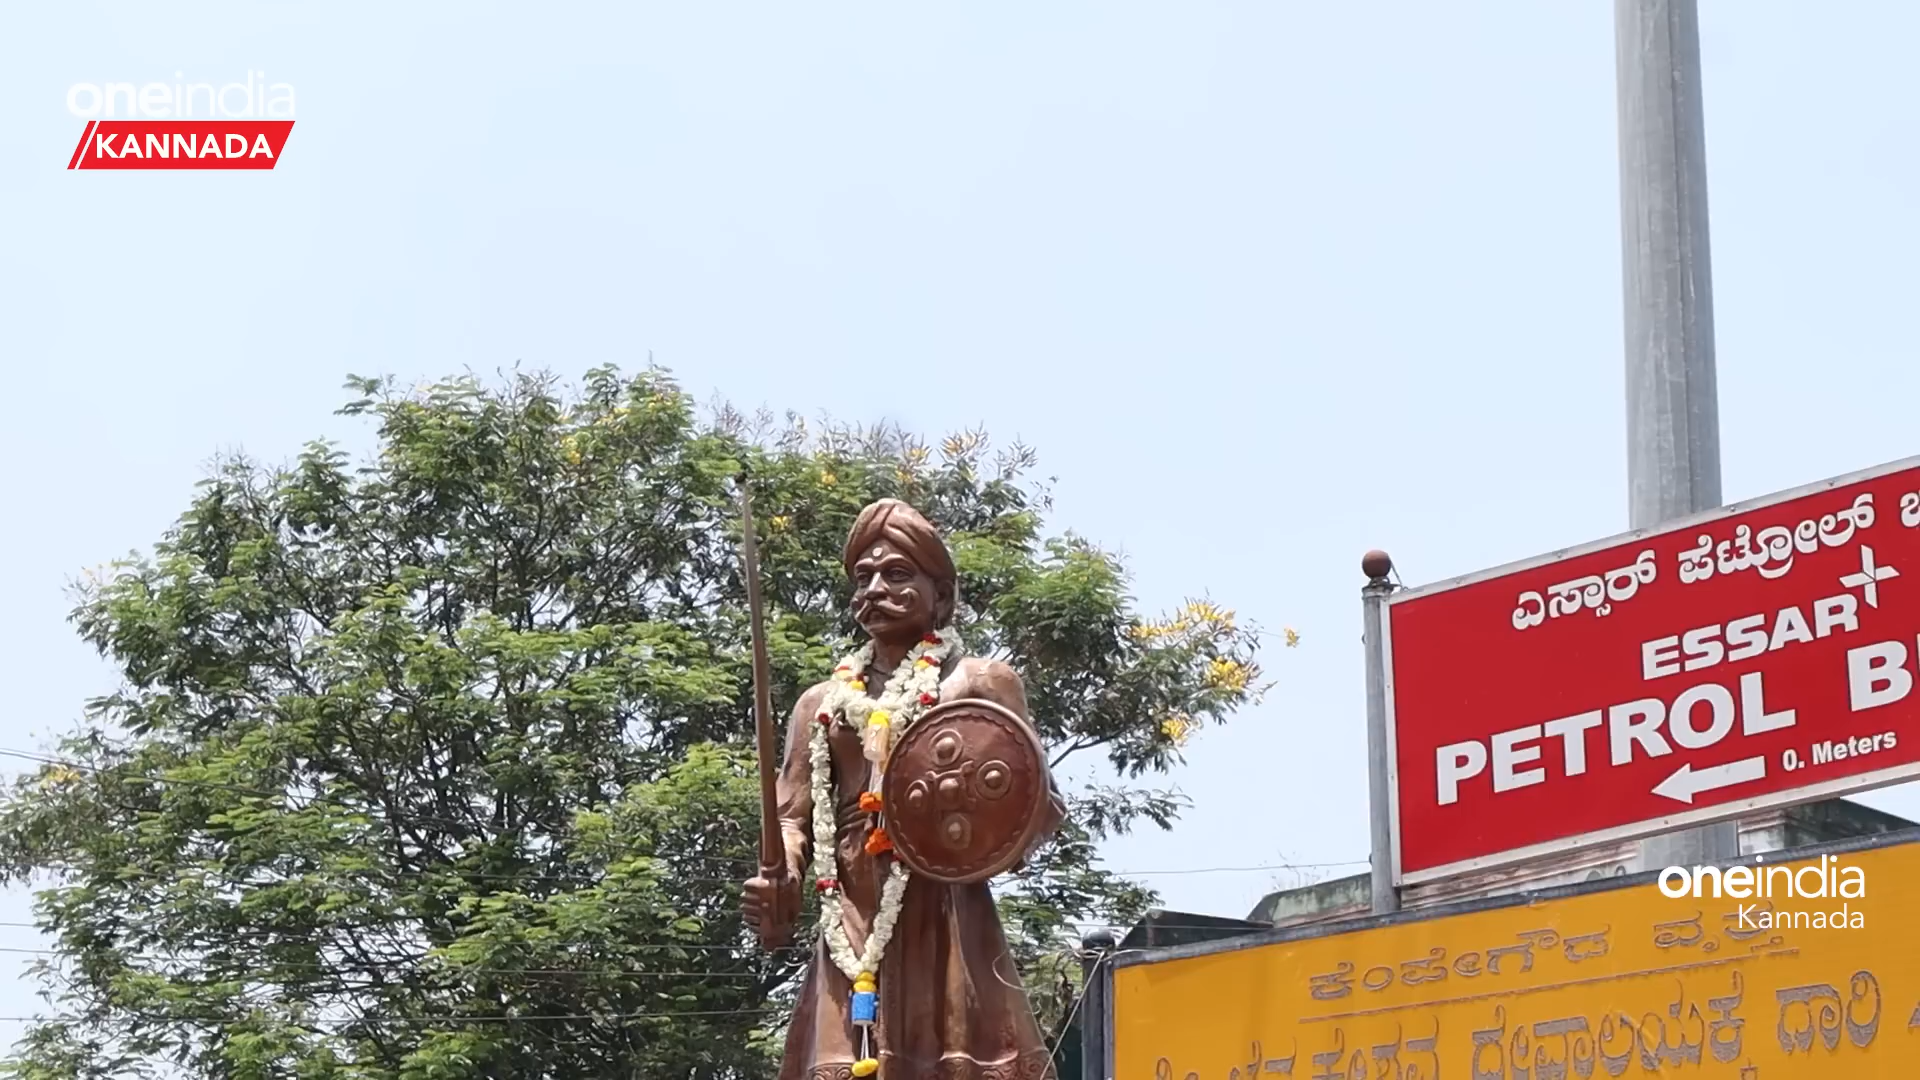 oneindia
KANNADA
ಎಸ್ಸಾರ್ ಪೆಟ್ರೋಲ್
ESSAR
PETROL
0. Meters
oneindia
Kannada
ಕೆಂಪೇಗೌಡ ವೃತ್ತ
ದೇವಾಲಯಕ್ಕೆ ದಾರಿ